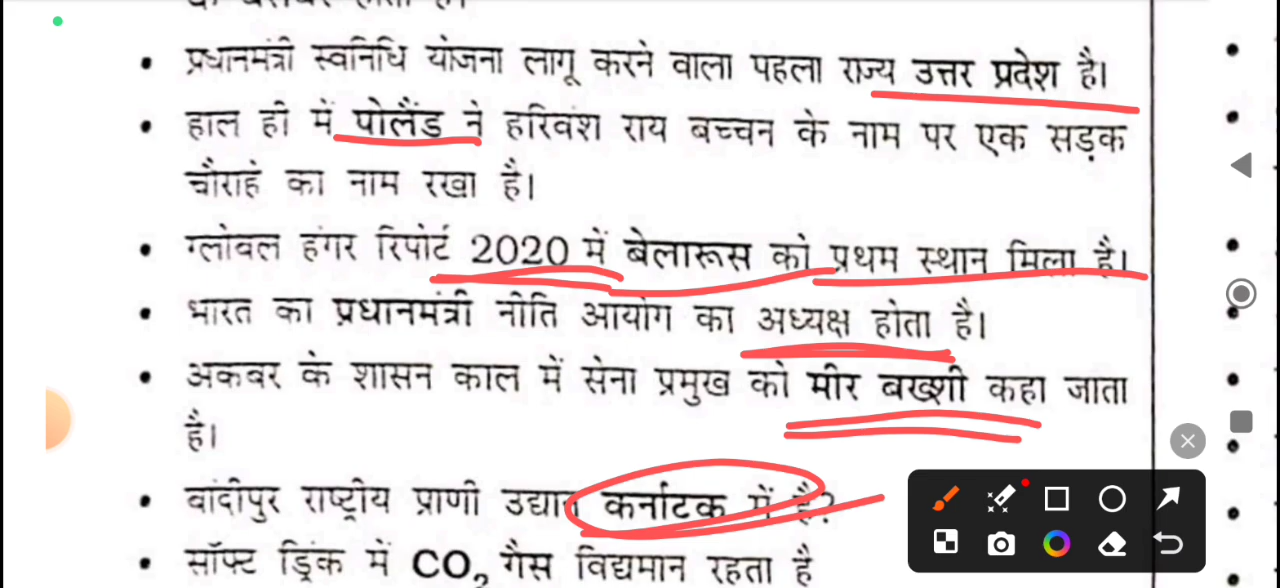 प्रधानमंत्री स्वनिधि योजना लागू करने वाला पहला राज्य उत्तर प्रदेश है।
हाल ही में पोलैंड ने हरिवंश राय बच्चन के नाम पर एक सड़क
चौराहे का नाम रखा है।
ग्लोबल हंगर रिपोर्ट 2020 में बेलारूस को प्रथम स्थान मिला है।
भारत का प्रधानमंत्री नीति आयोग का अध्यक्ष होता है।
अकबर के शासन काल में सेना प्रमुख को मीर बख्शी कहा जाता
है।
बांदीपुर राष्ट्रीय प्राणी उद्यान कर्नाटक में है?
सॉफ्ट ड्रिंक में CO₂ गैस विद्यमान रहता है